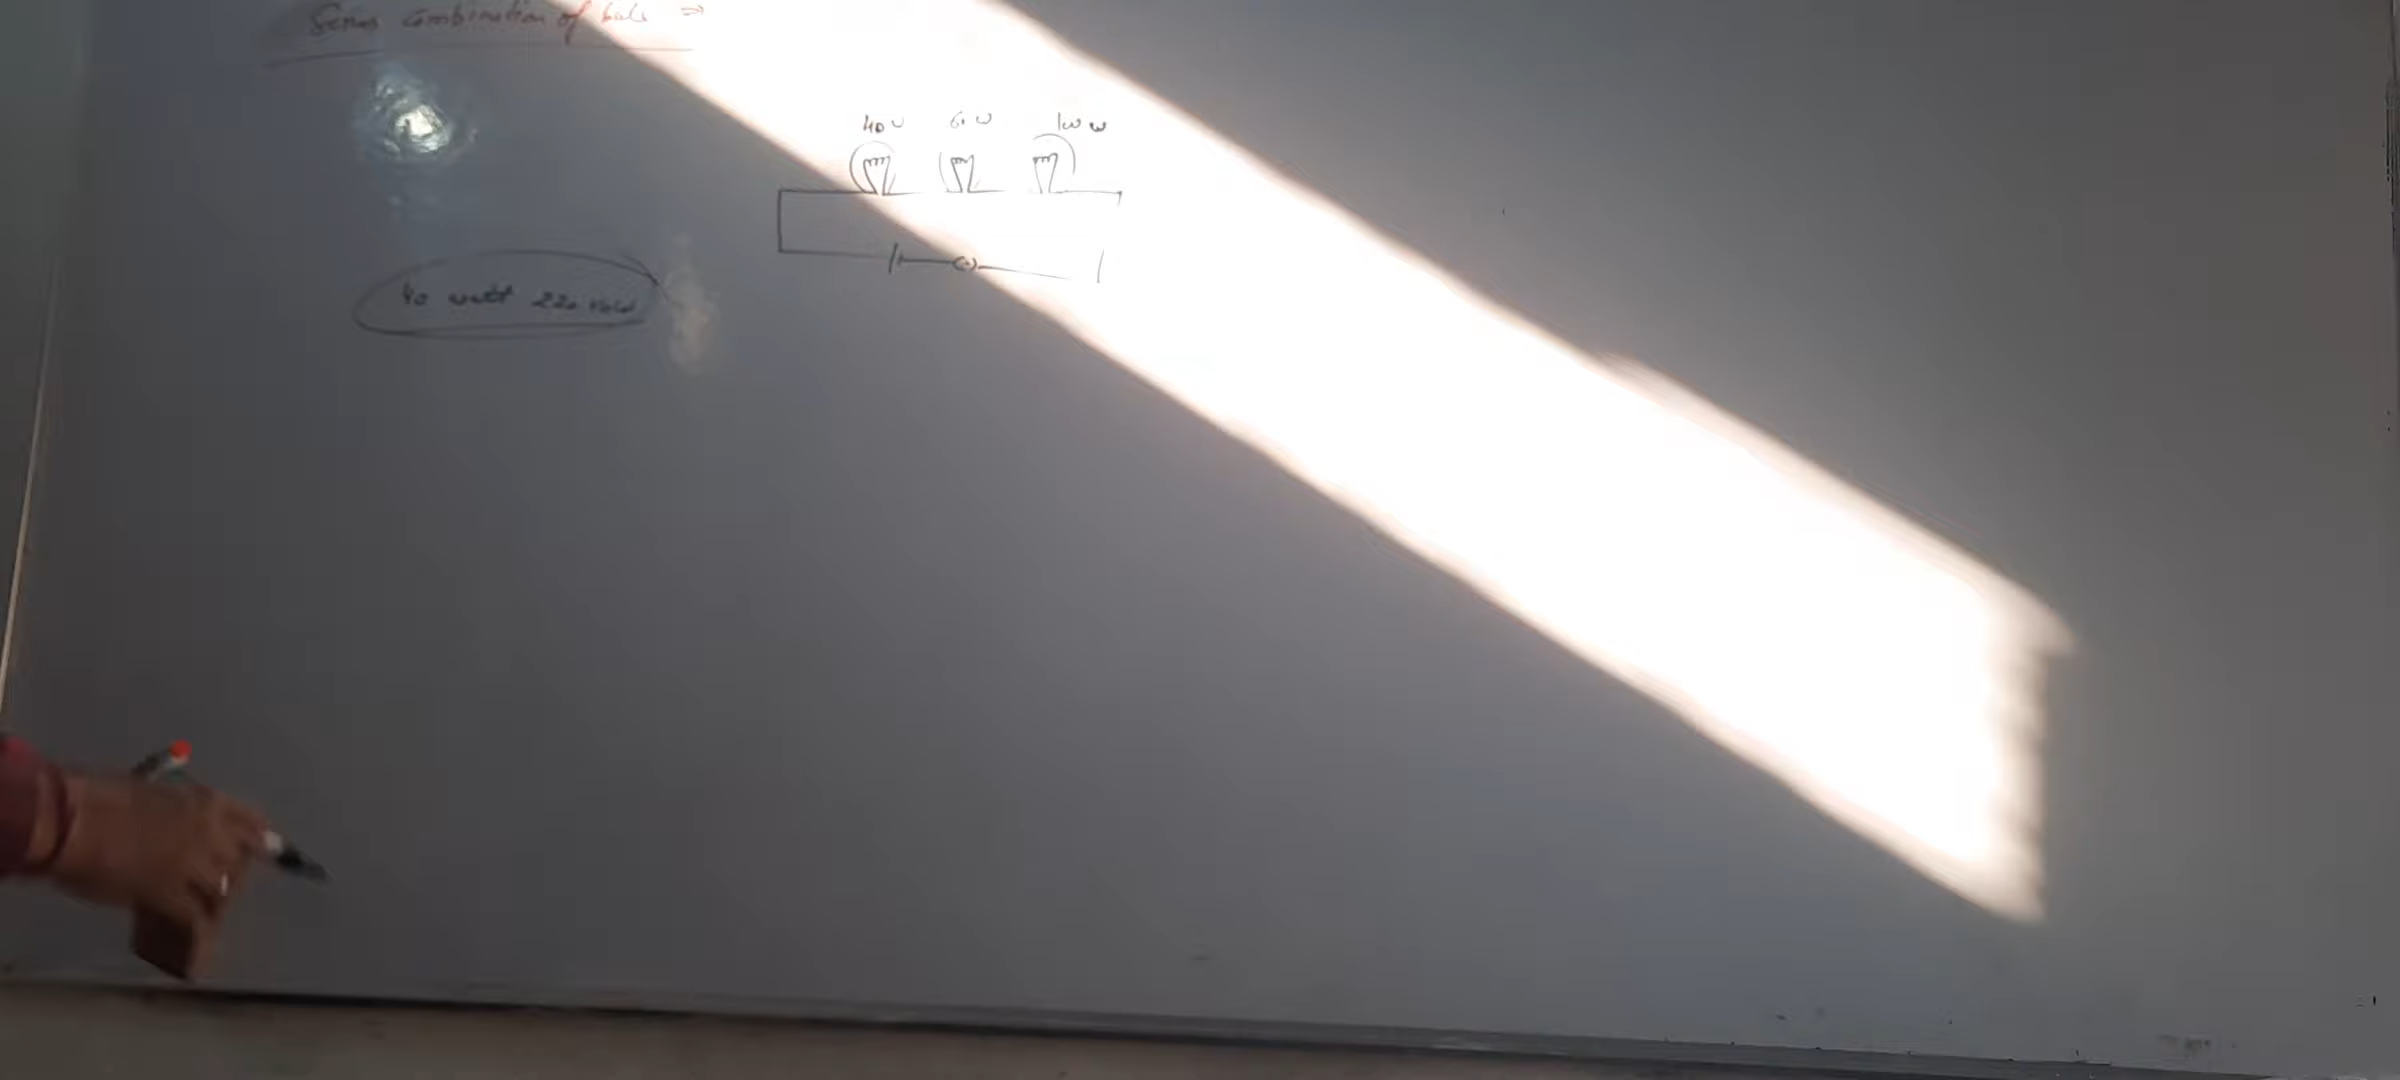 Series combination of bulb ⇒
40 W 60 W 100 W
40 watt 220 volt